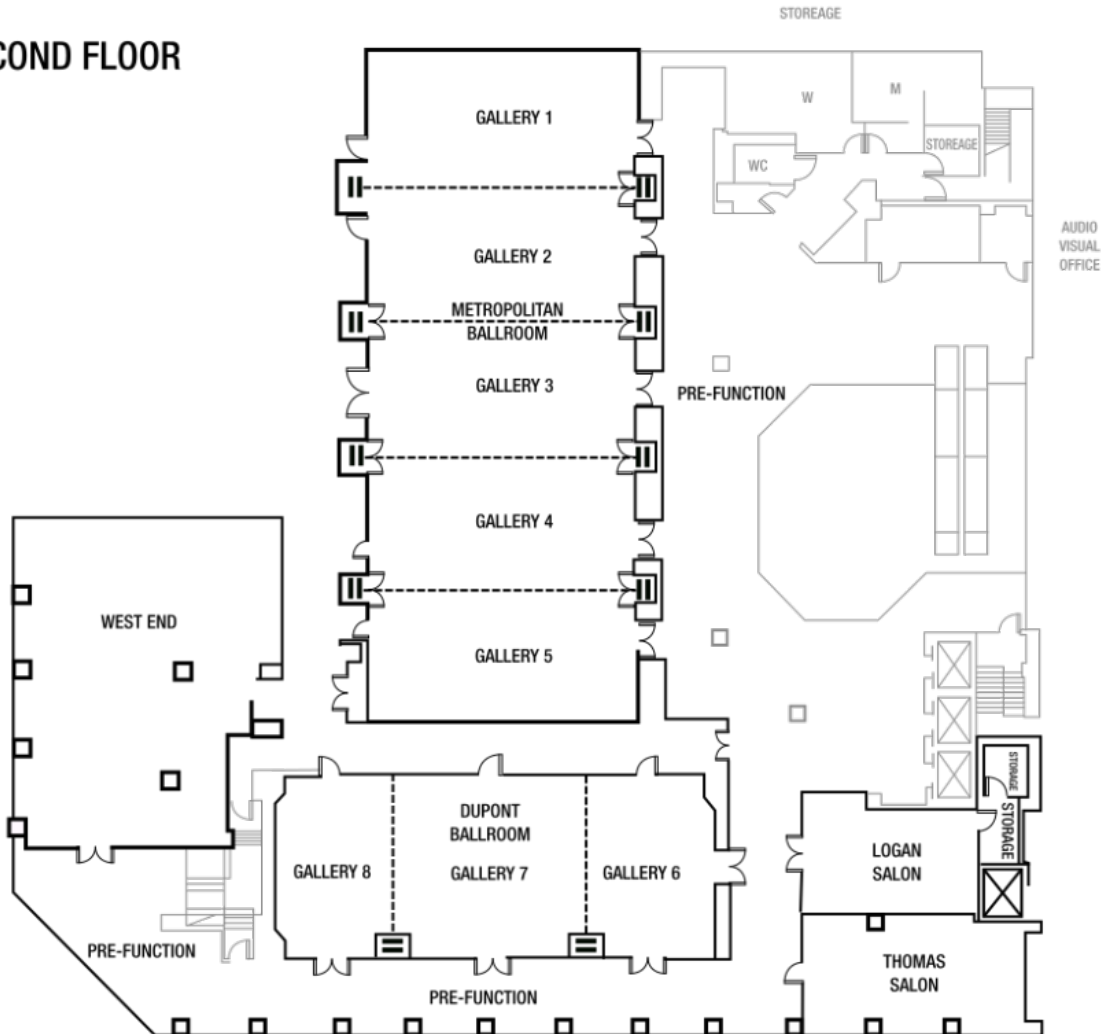 STOREAGE
COND FLOOR
GALLERY 1
W
M
STOREAGE
WC
GALLERY 2
AUDIO
VISUAL
OFFICE
METROPOLITAN
BALLROOM
GALLERY 3
PRE-FUNCTION
GALLERY 4
WEST END
GALLERY 5
STORAGE
STORAGE
DUPONT
BALLROOM
GALLERY 8
GALLERY 7
GALLERY 6
LOGAN
SALON
PRE-FUNCTION
PRE-FUNCTION
THOMAS
SALON